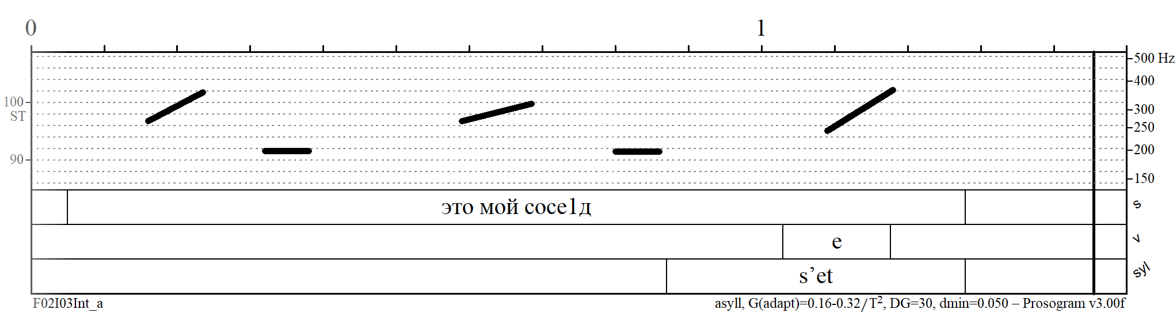 0 1
500 Hz
400
100 300
ST
250
90 200
150
это мой сосе1д s
e v
s’et syl
F02I03Int_a asyll, G(adapt)=0.16-0.32/T², DG=30, dmin=0.050 – Prosogram v3.00f